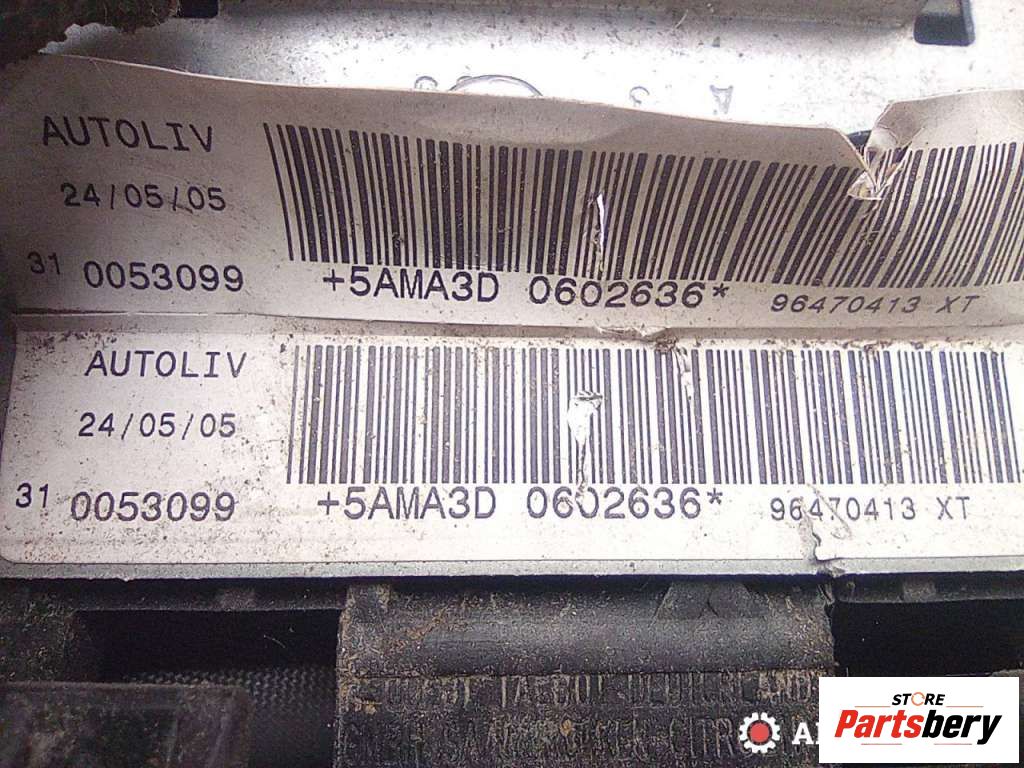 AUTOLIV
24/05/05
31 0053099 +5AMA3D 0602636* 96470413 XT
AUTOLIV
24/05/05
31 0053099 +5AMA3D 0602636* 96470413 XT
STORE
Partsbery